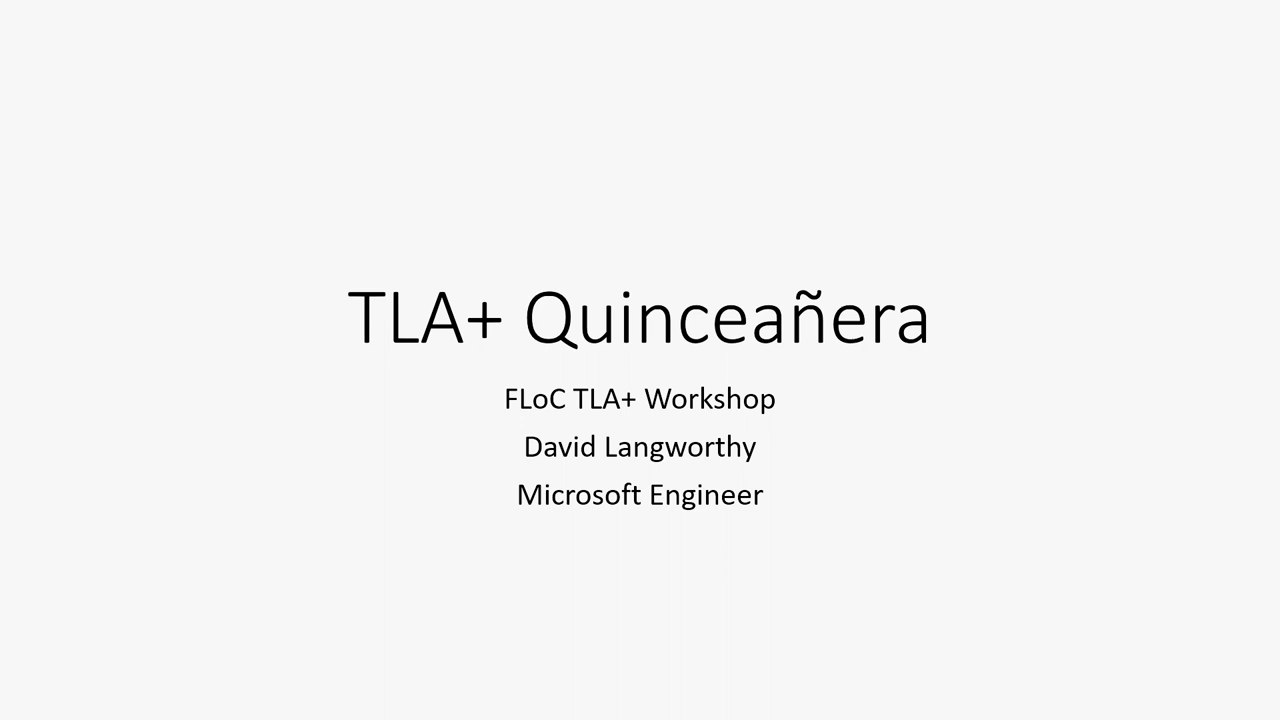 TLA+ Quinceañera
FLoC TLA+ Workshop
David Langworthy
Microsoft Engineer